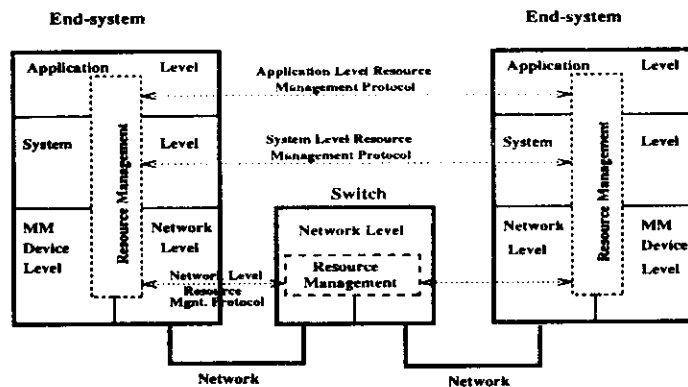 End-system
End-system
Application Level
Application Level
Application Level Resource
Management Protocol
System Level
System Level
System Level Resource
Management Protocol
Resource Management
Resource Management
Switch
MM
Device
Level
Network
Level
Network Level
Network
Level
MM
Device
Level
Resource
Management
Network Level
Resource
Mgnt. Protocol
Network
Network